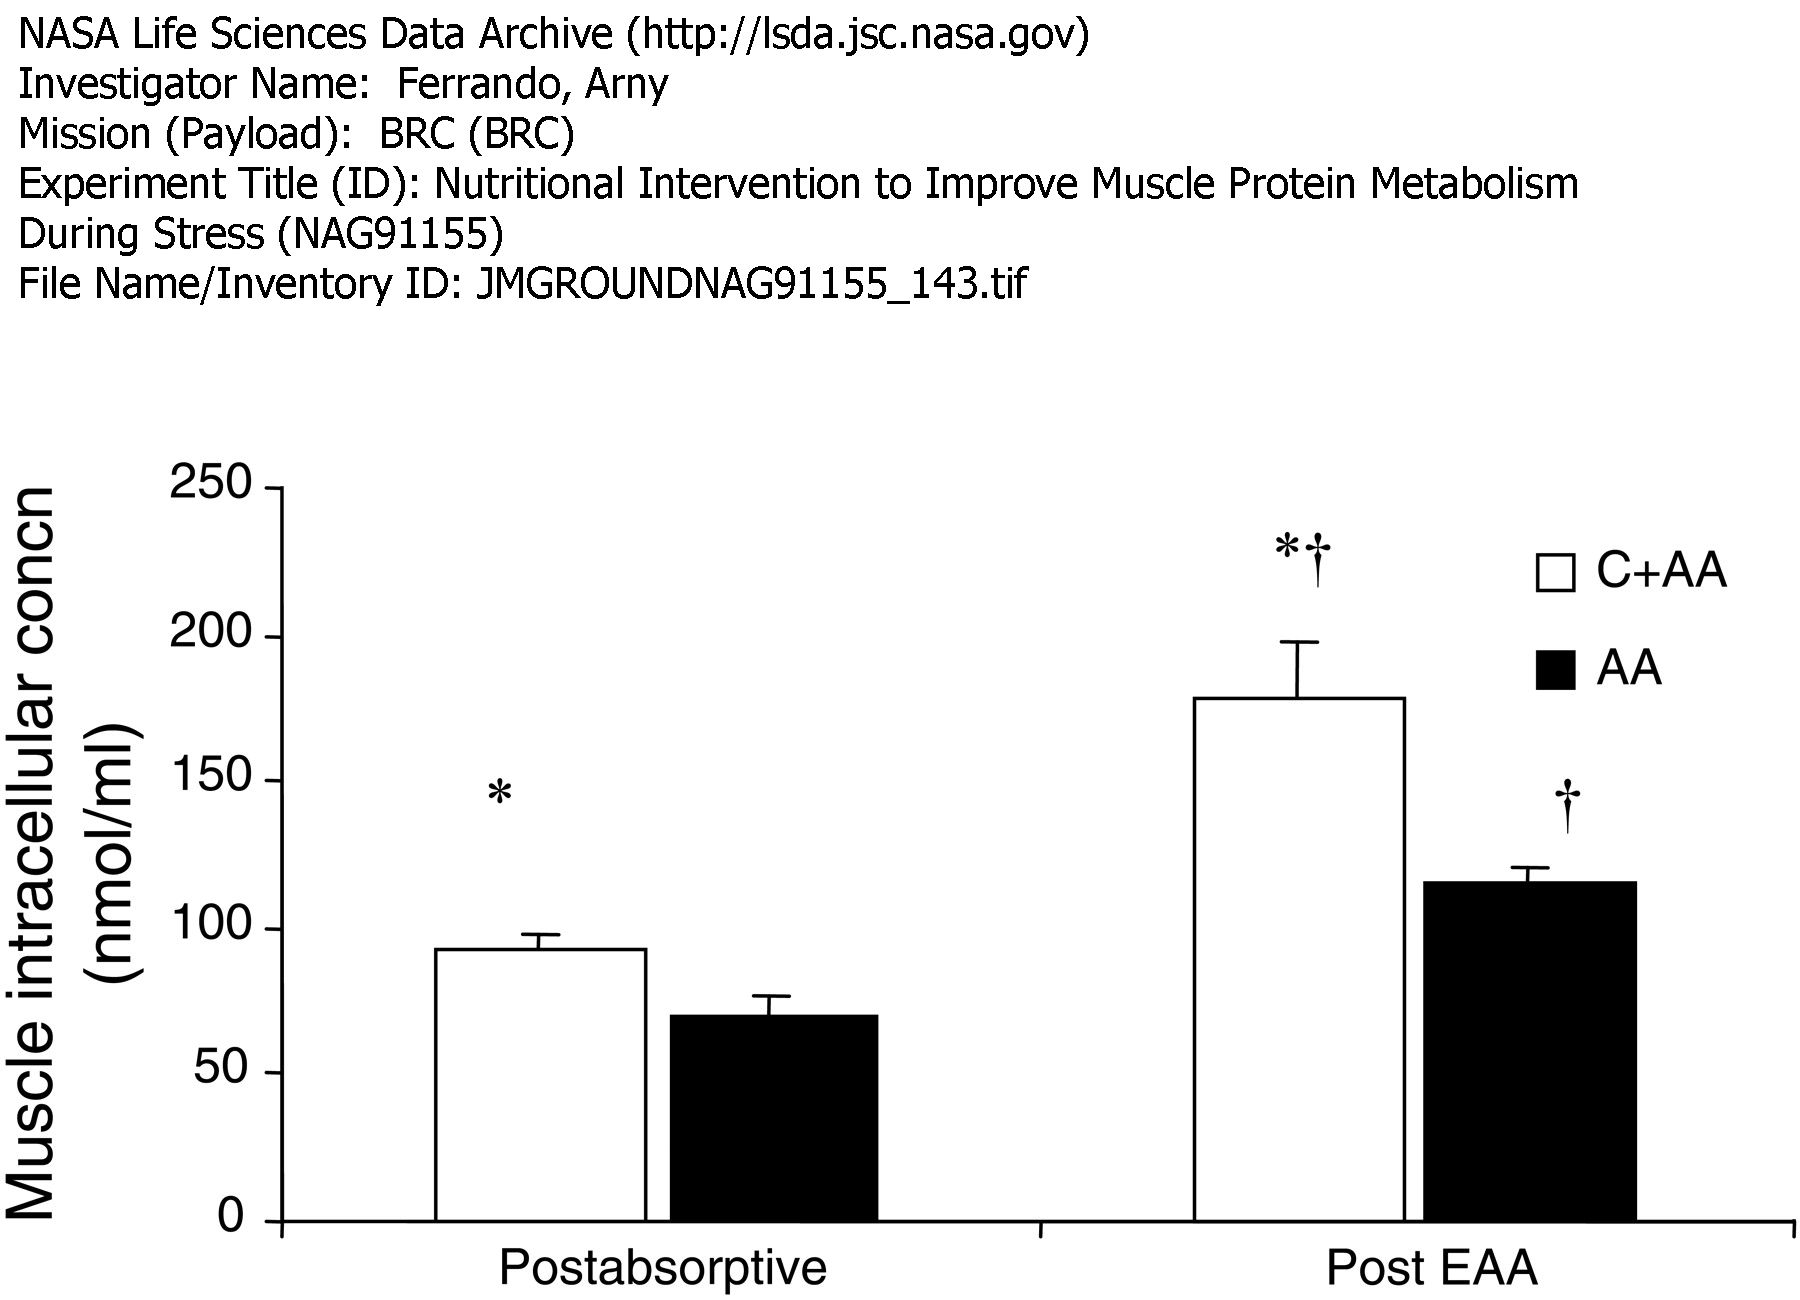 NASA Life Sciences Data Archive (http://lsda.jsc.nasa.gov)
Investigator Name:  Ferrando, Arny
Mission (Payload):  BRC (BRC)
Experiment Title (ID): Nutritional Intervention to Improve Muscle Protein Metabolism
During Stress (NAG91155)
File Name/Inventory ID: JMGROUNDNAG91155_143.tif
Muscle intracellular concn
(nmol/ml)
250
200
150
100
50
0
*
*†
†
C+AA
AA
Postabsorptive
Post EAA